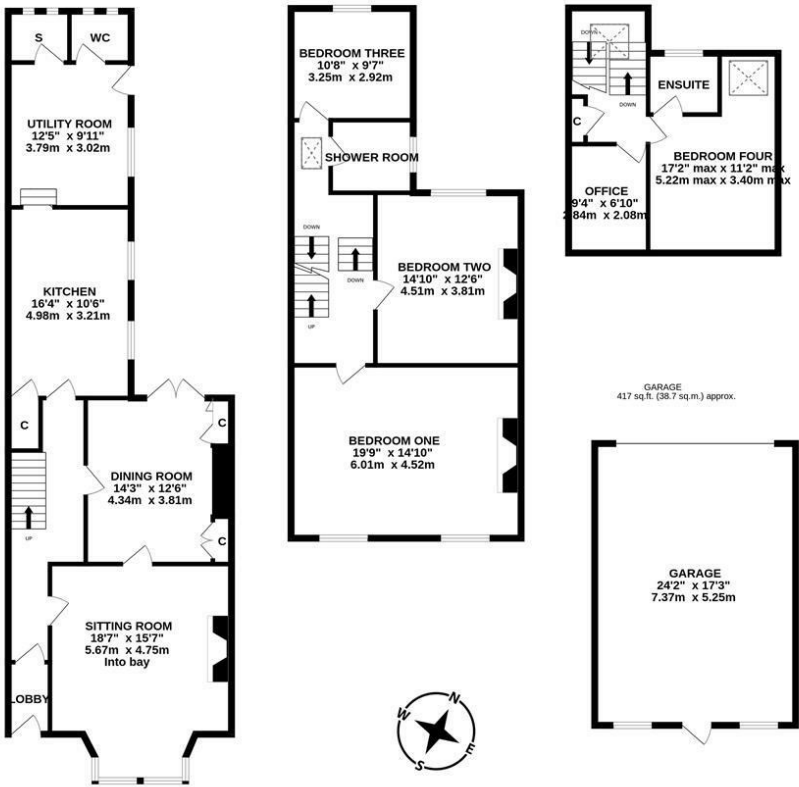 S
WC
UTILITY ROOM
12'5" x 9'11"
3.79m x 3.02m
KITCHEN
16'4" x 10'6"
4.98m x 3.21m
C
C
DINING ROOM
14'3" x 12'6"
4.34m x 3.81m
C
UP
SITTING ROOM
18'7" x 15'7"
5.67m x 4.75m
Into bay
LOBBY
BEDROOM THREE
10'8" x 9'7"
3.25m x 2.92m
SHOWER ROOM
DOWN
DOWN
UP
BEDROOM TWO
14'10" x 12'6"
4.51m x 3.81m
BEDROOM ONE
19'9" x 14'10"
6.01m x 4.52m
DOWN
DOWN
C
ENSUITE
BEDROOM FOUR
17'2" max x 11'2" max
5.22m max x 3.40m max
OFFICE
9'4" x 6'10"
2.84m x 2.08m
GARAGE
417 sq.ft. (38.7 sq.m.) approx.
GARAGE
24'2" x 17'3"
7.37m x 5.25m
N
W
E
S